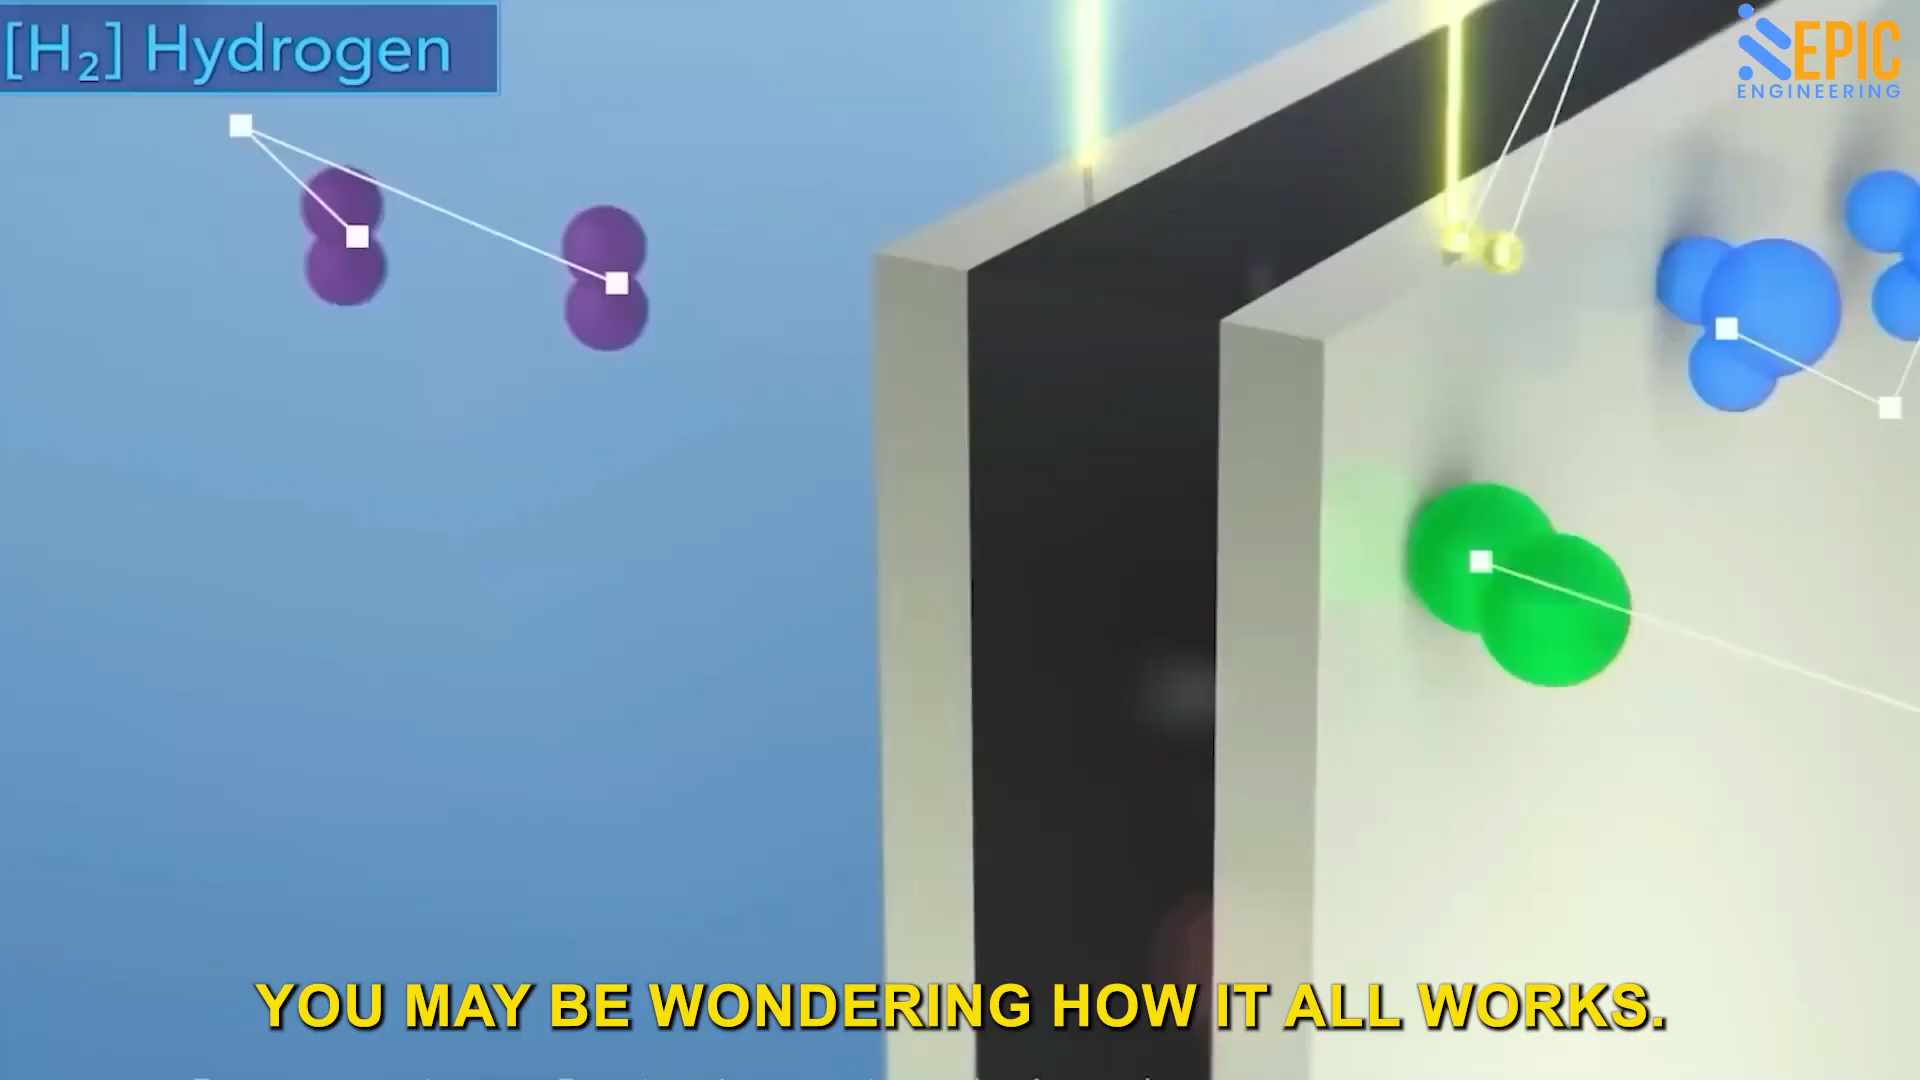 [H₂] Hydrogen
EPIC
ENGINEERING
YOU MAY BE WONDERING HOW IT ALL WORKS.